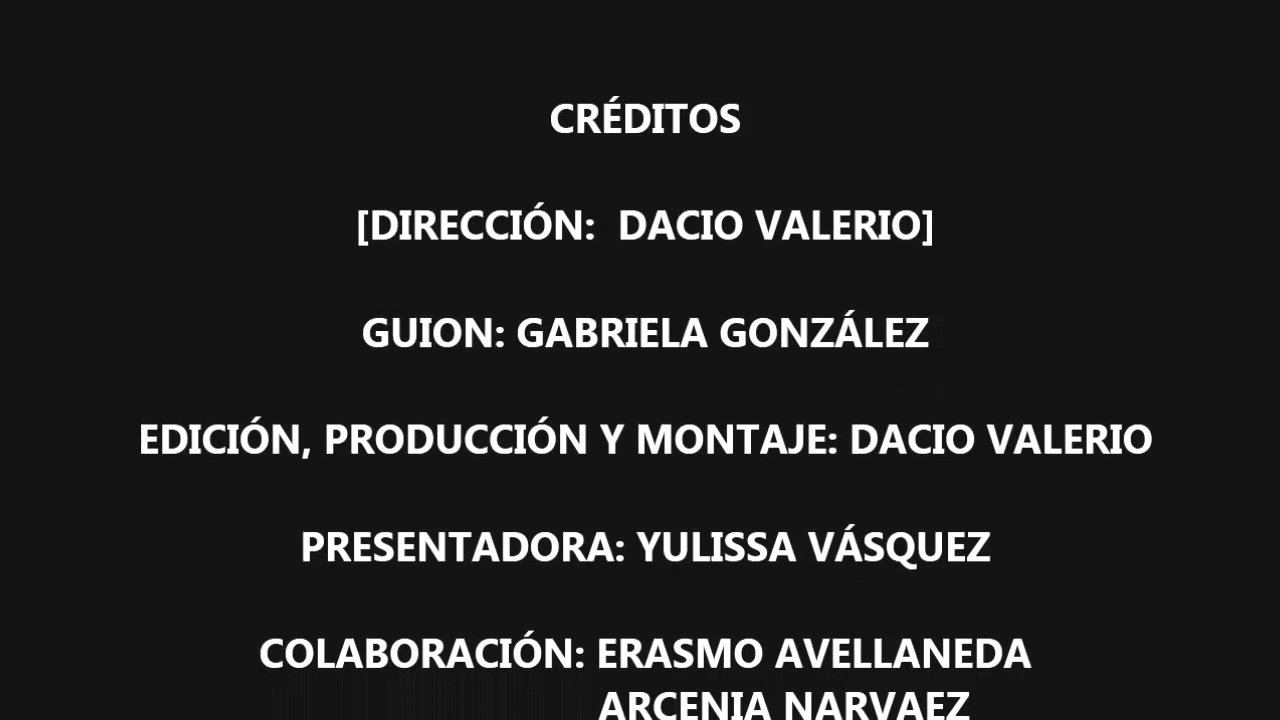 CRÉDITOS
[DIRECCIÓN:  DACIO VALERIO]
GUION: GABRIELA GONZÁLEZ
EDICIÓN, PRODUCCIÓN Y MONTAJE: DACIO VALERIO
PRESENTADORA: YULISSA VÁSQUEZ
COLABORACIÓN: ERASMO AVELLANEDA
ARCENIA NARVAEZ